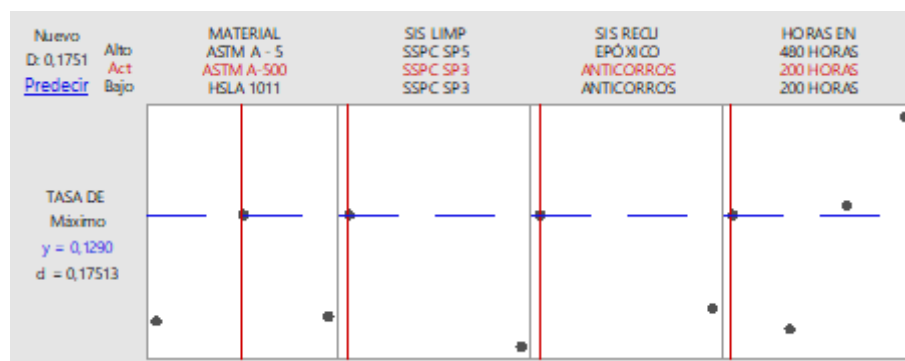 Nuevo
D: 0,1751
Predecir
Alto
Act
Bajo
MATERIAL
ASTM A - 5
ASTM A-500
HSLA 1011
SIS LIMP
SSPC SP5
SSPC SP3
SSPC SP3
SIS RECU
EPÓXICO
ANTICORROS
ANTICORROS
HORAS EN
480 HORAS
200 HORAS
200 HORAS
TASA DE
Máximo
y = 0,1290
d = 0,17513